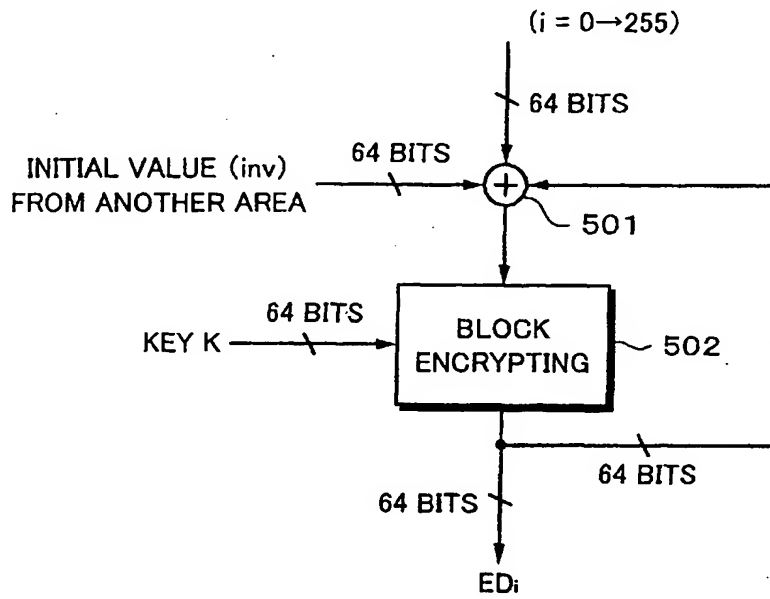 (i = 0→255)
64 BITS
64 BITS
INITIAL VALUE (inv)
FROM ANOTHER AREA
501
64 BITS
KEY K
BLOCK
ENCRYPTING
502
64 BITS
64 BITS
EDi